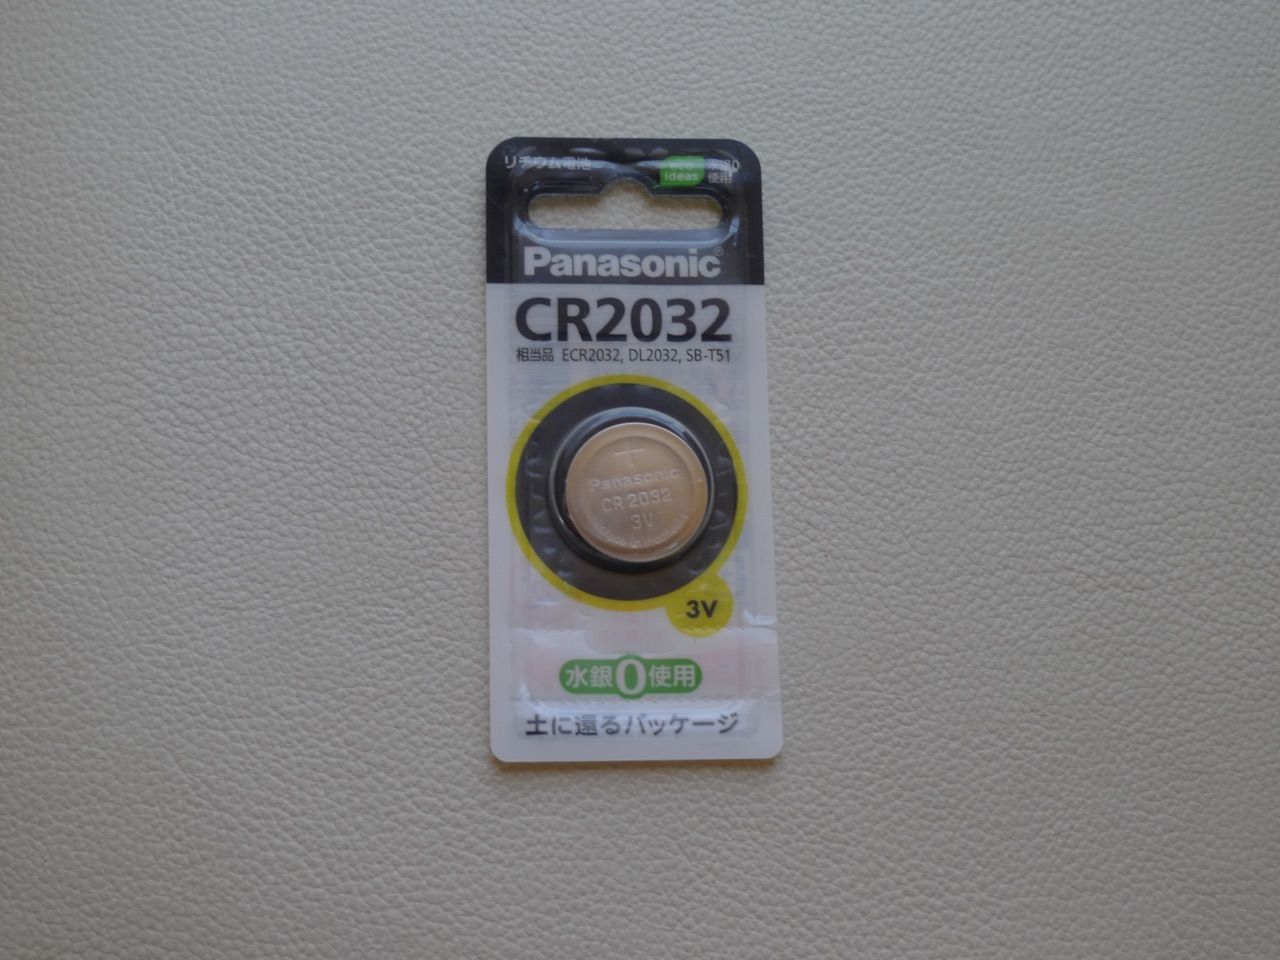 リチウム電池
eco
ideas
水銀0
使用
Panasonic®
CR2032
相当品 ECR2032, DL2032, SB-T51
Panasonic
CR 2032
3V
3V
水銀0使用
土に還るパッケージ